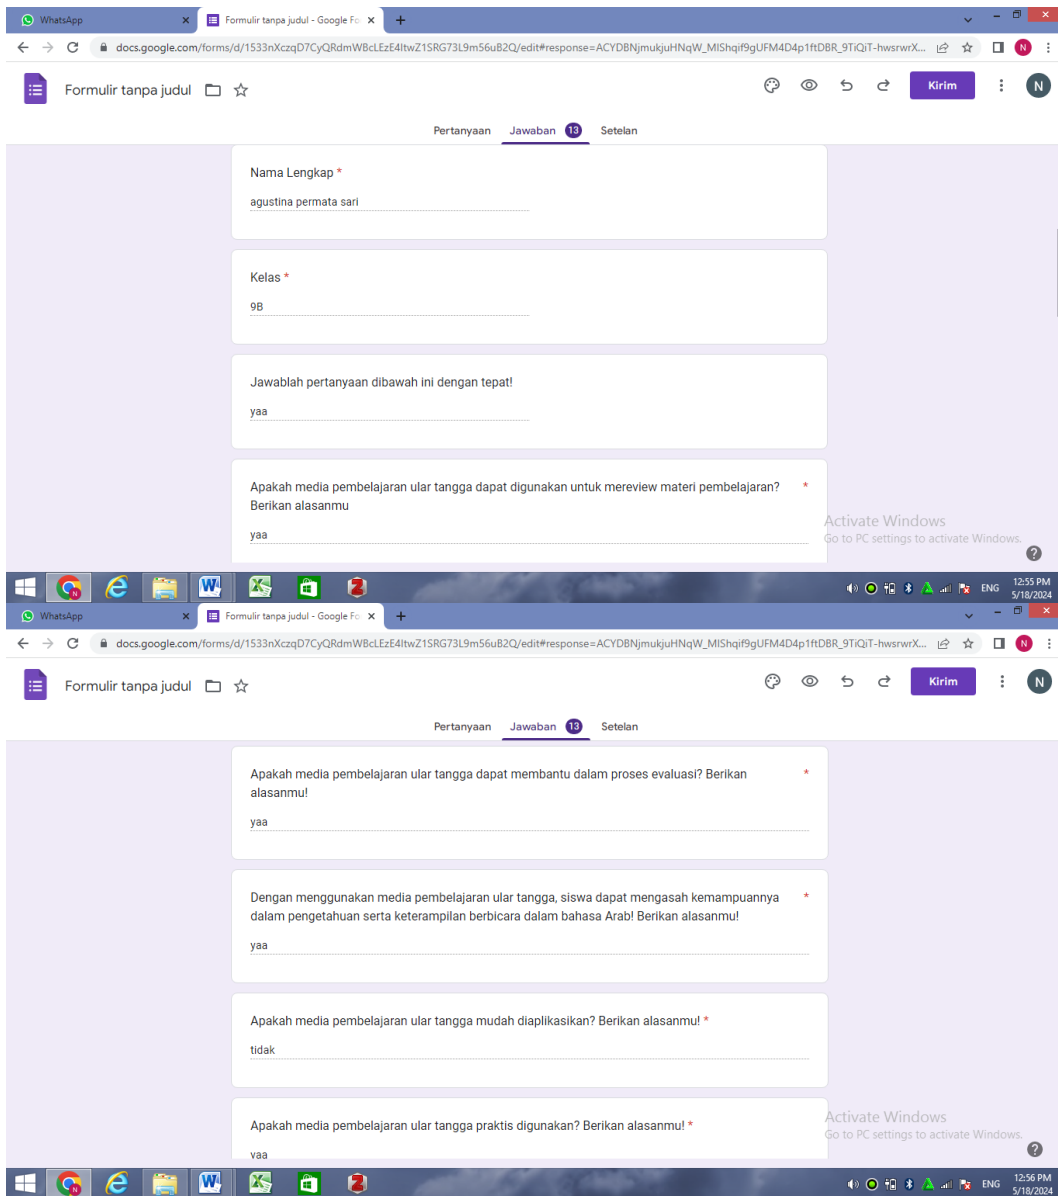 WhatsApp
Formulir tanpa judul - Google Fo
docs.google.com/forms/d/1533nXczqD7CyQRdmWBcLEzE4ItwZ1SRG73L9m56uB2Q/edit#response=ACYDBNjmukjuHNqW_MIShqif9gUFM4D4p1ftDBR_9TiQiT-hwsrwrX...
N
Formulir tanpa judul
Kirim
N
Pertanyaan Jawaban 13 Setelan
Nama Lengkap *
agustina permata sari
Kelas *
9B
Jawablah pertanyaan dibawah ini dengan tepat!
yaa
Apakah media pembelajaran ular tangga dapat digunakan untuk mereview materi pembelajaran? *
Berikan alasanmu
yaa
Activate Windows
Go to PC settings to activate Windows.
ENG
12:55 PM
5/18/2024
WhatsApp
Formulir tanpa judul - Google Fo
docs.google.com/forms/d/1533nXczqD7CyQRdmWBcLEzE4ItwZ1SRG73L9m56uB2Q/edit#response=ACYDBNjmukjuHNqW_MIShqif9gUFM4D4p1ftDBR_9TiQiT-hwsrwrX...
N
Formulir tanpa judul
Kirim
N
Pertanyaan Jawaban 13 Setelan
Apakah media pembelajaran ular tangga dapat membantu dalam proses evaluasi? Berikan *
alasanmu!
yaa
Dengan menggunakan media pembelajaran ular tangga, siswa dapat mengasah kemampuannya *
dalam pengetahuan serta keterampilan berbicara dalam bahasa Arab! Berikan alasanmu!
yaa
Apakah media pembelajaran ular tangga mudah diaplikasikan? Berikan alasanmu! *
tidak
Apakah media pembelajaran ular tangga praktis digunakan? Berikan alasanmu! *
yaa
Activate Windows
Go to PC settings to activate Windows.
ENG
12:56 PM
5/18/2024